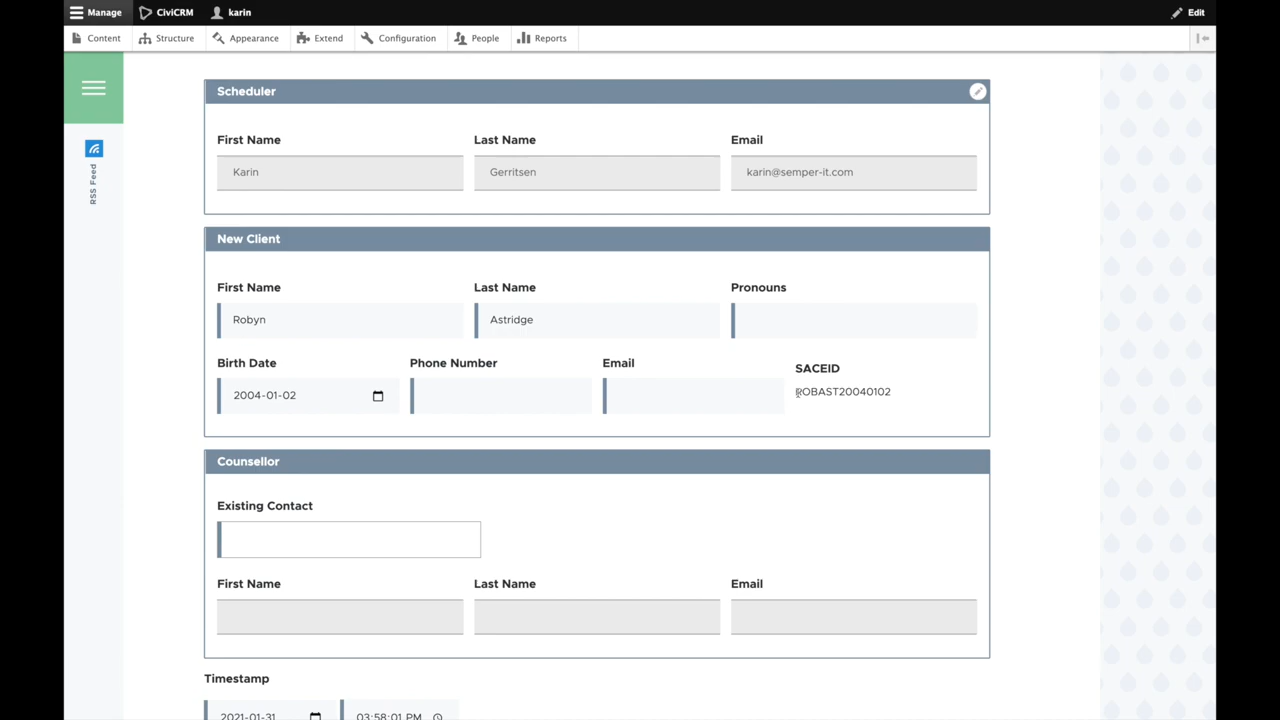 Manage CiviCRM karin Edit
Content Structure Appearance Extend Configuration People Reports
Scheduler
First Name Last Name Email
Karin Gerritsen karin@semper-it.com
RSS Feed
New Client
First Name Last Name Pronouns
Robyn Astridge
Birth Date Phone Number Email SACEID
2004-01-02 ROBAST20040102
Counsellor
Existing Contact
First Name Last Name Email
Timestamp
2021-01-31 03:58:01 PM